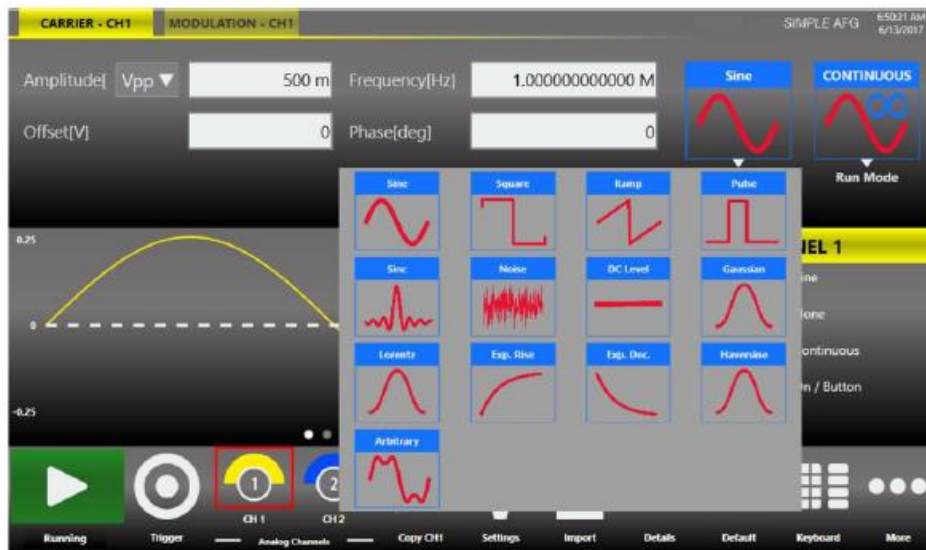 CARRIER - CH1 MODULATION - CH1 SIMPLE AFG 6:50:21 AM
6/13/2017
Amplitude[ Vpp 500 m Frequency[Hz] 1.000000000000 M Sine CONTINUOUS
Offset[V] 0 Phase[deg] 0
Run Mode
Sine Square Ramp Pulse
0.25 NEL 1
Sinc Noise DC Level Gaussian
ine
0 one
Lorentz Exp. Rise Exp. Dec. Haversine
ontinuous
n / Button
-0.25
Arbitrary
1 2
CH 1 CH 2
Running Trigger Analog Channels Copy CH1 Settings Import Details Default Keyboard More